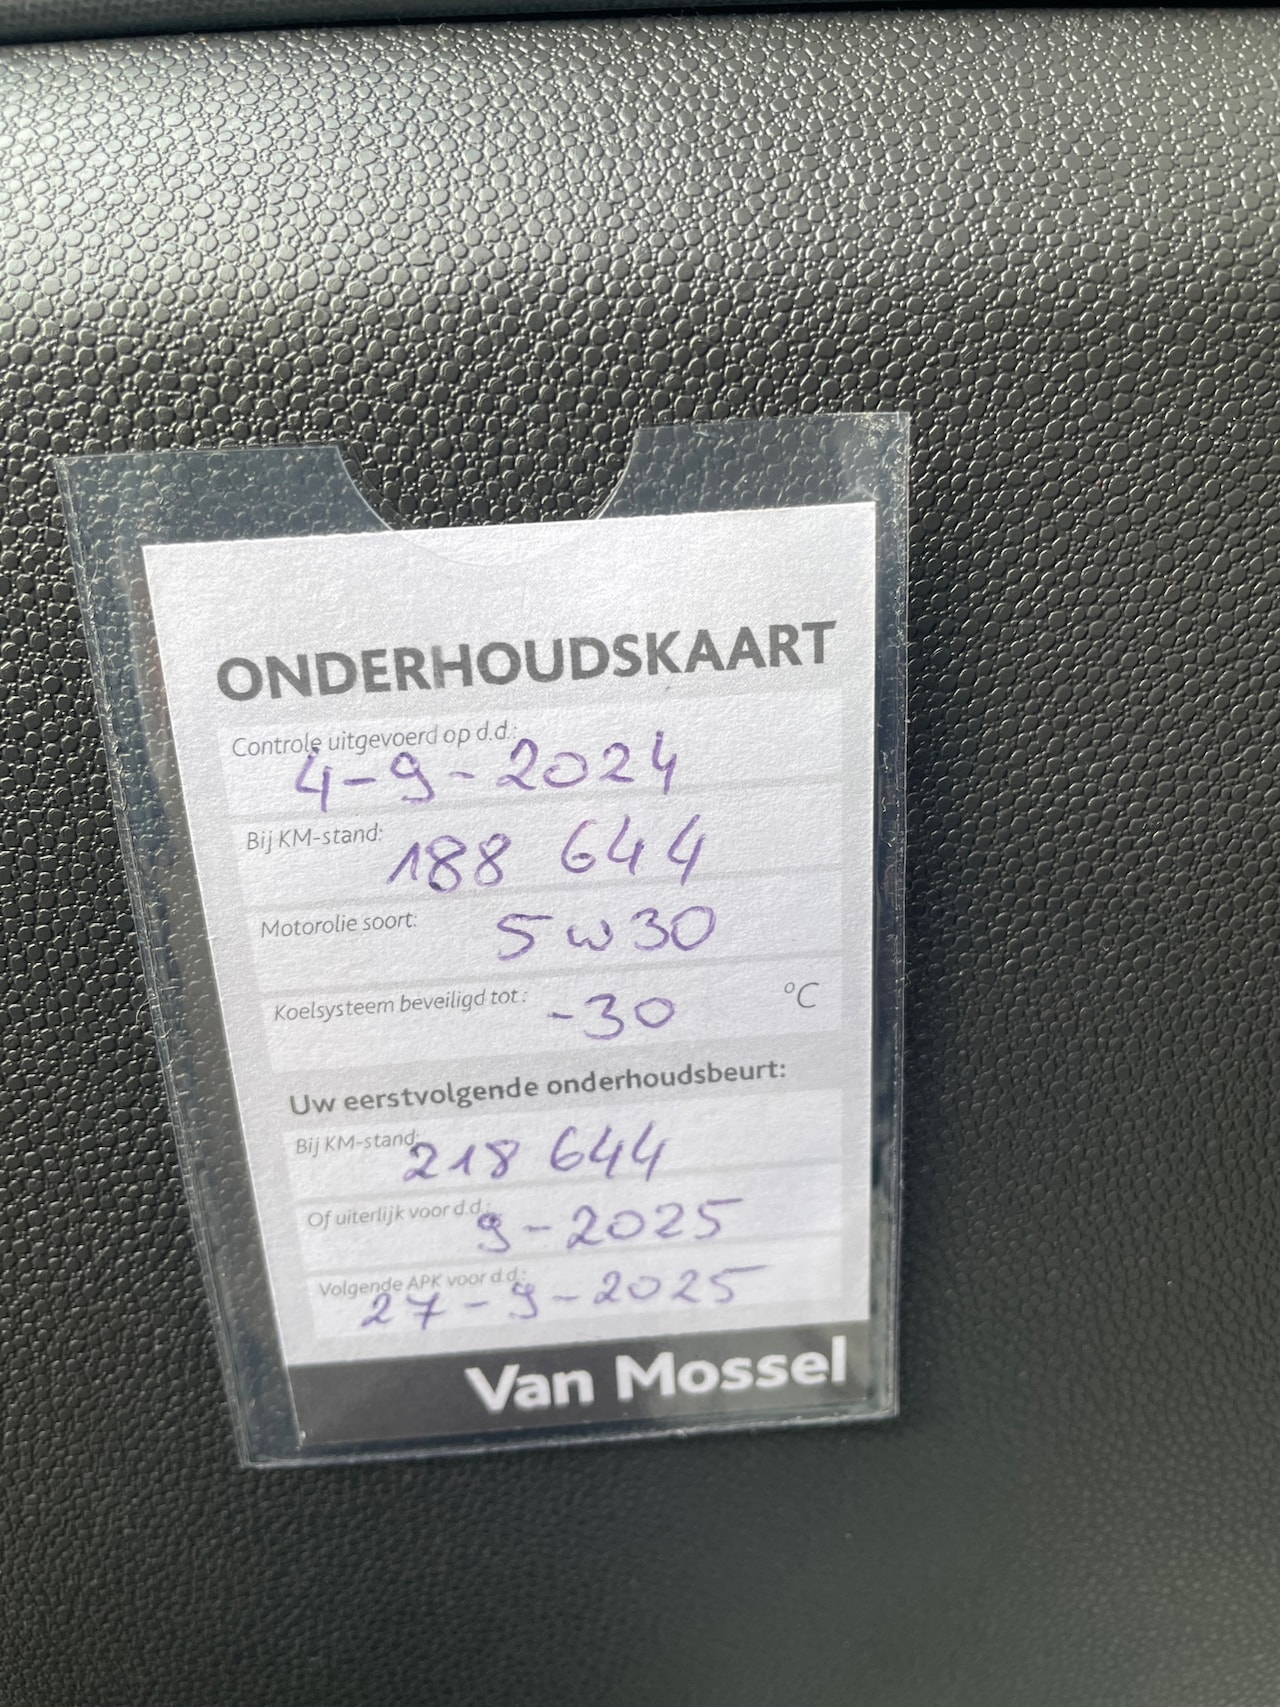 ONDERHOUDSKAART
Controle uitgevoerd op d.d.:
4-9-2024
Bij KM-stand: 188 644
Motorolie soort: 5w30
Koelsysteem beveiligd tot: -30 °C
Uw eerstvolgende onderhoudsbeurt:
Bij KM-stand: 218 644
Of uiterlijk voor d.d.: 9-2025
Volgende APK voor d.d.:
27-9-2025
Van Mossel